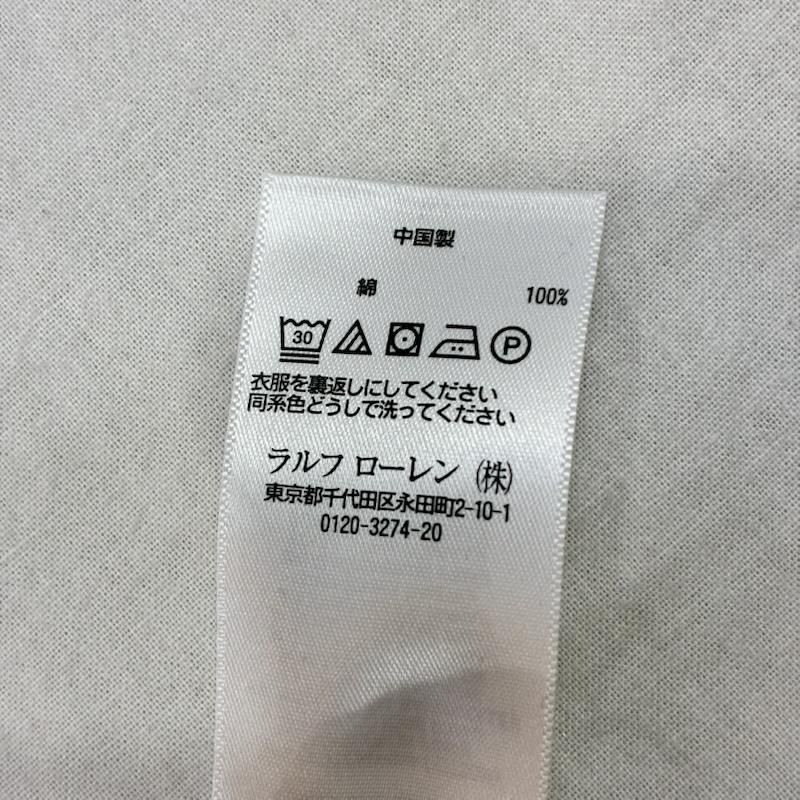 中国製
綿 100%
30 P
衣服を裏返しにしてください
同系色どうしで洗ってください
ラルフ ローレン (株)
東京都千代田区永田町2-10-1
0120-3274-20